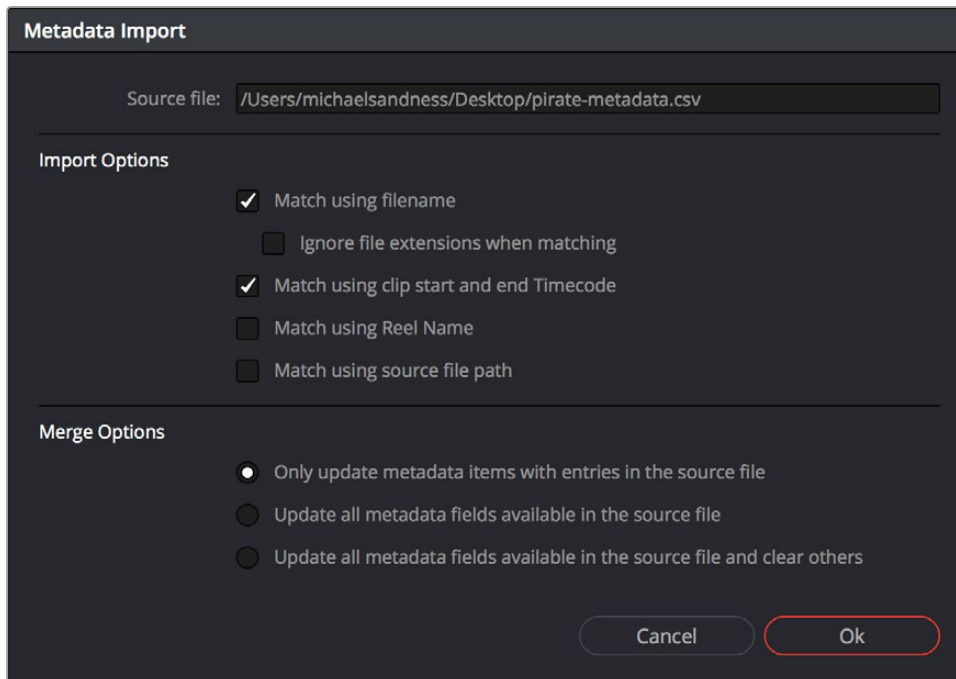 Metadata Import
Source file: /Users/michaelsandness/Desktop/pirate-metadata.csv
Import Options
Match using filename
Ignore file extensions when matching
Match using clip start and end Timecode
Match using Reel Name
Match using source file path
Merge Options
Only update metadata items with entries in the source file
Update all metadata fields available in the source file
Update all metadata fields available in the source file and clear others
Cancel Ok